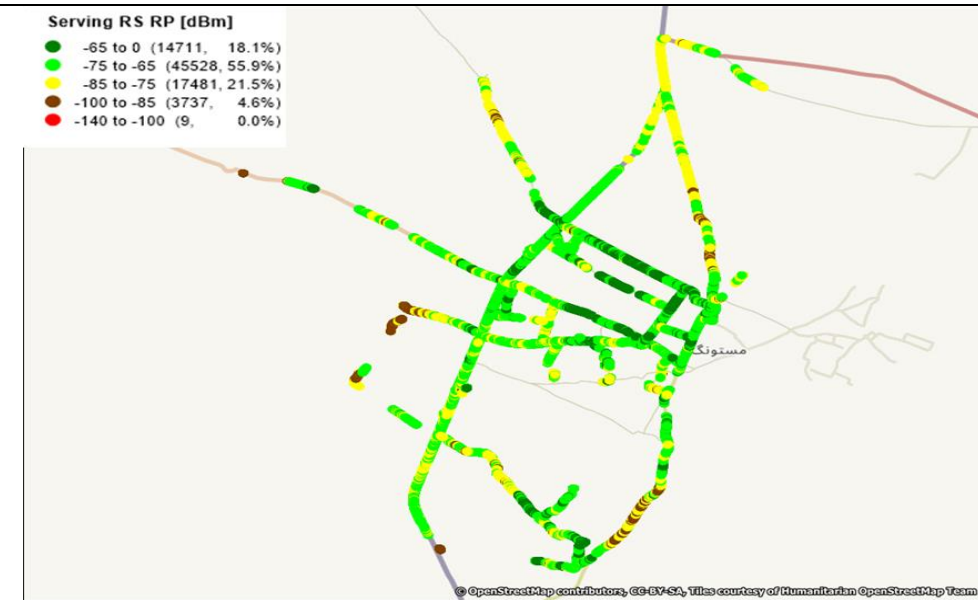 Serving RS RP [dBm]
-65 to 0 (14711, 18.1%)
-75 to -65 (45528, 55.9%)
-85 to -75 (17481, 21.5%)
-100 to -85 (3737, 4.6%)
-140 to -100 (9, 0.0%)
مستونگ
© OpenStreetMap contributors, CC-BY-SA, Tiles courtesy of Humanitarian OpenStreetMap Team